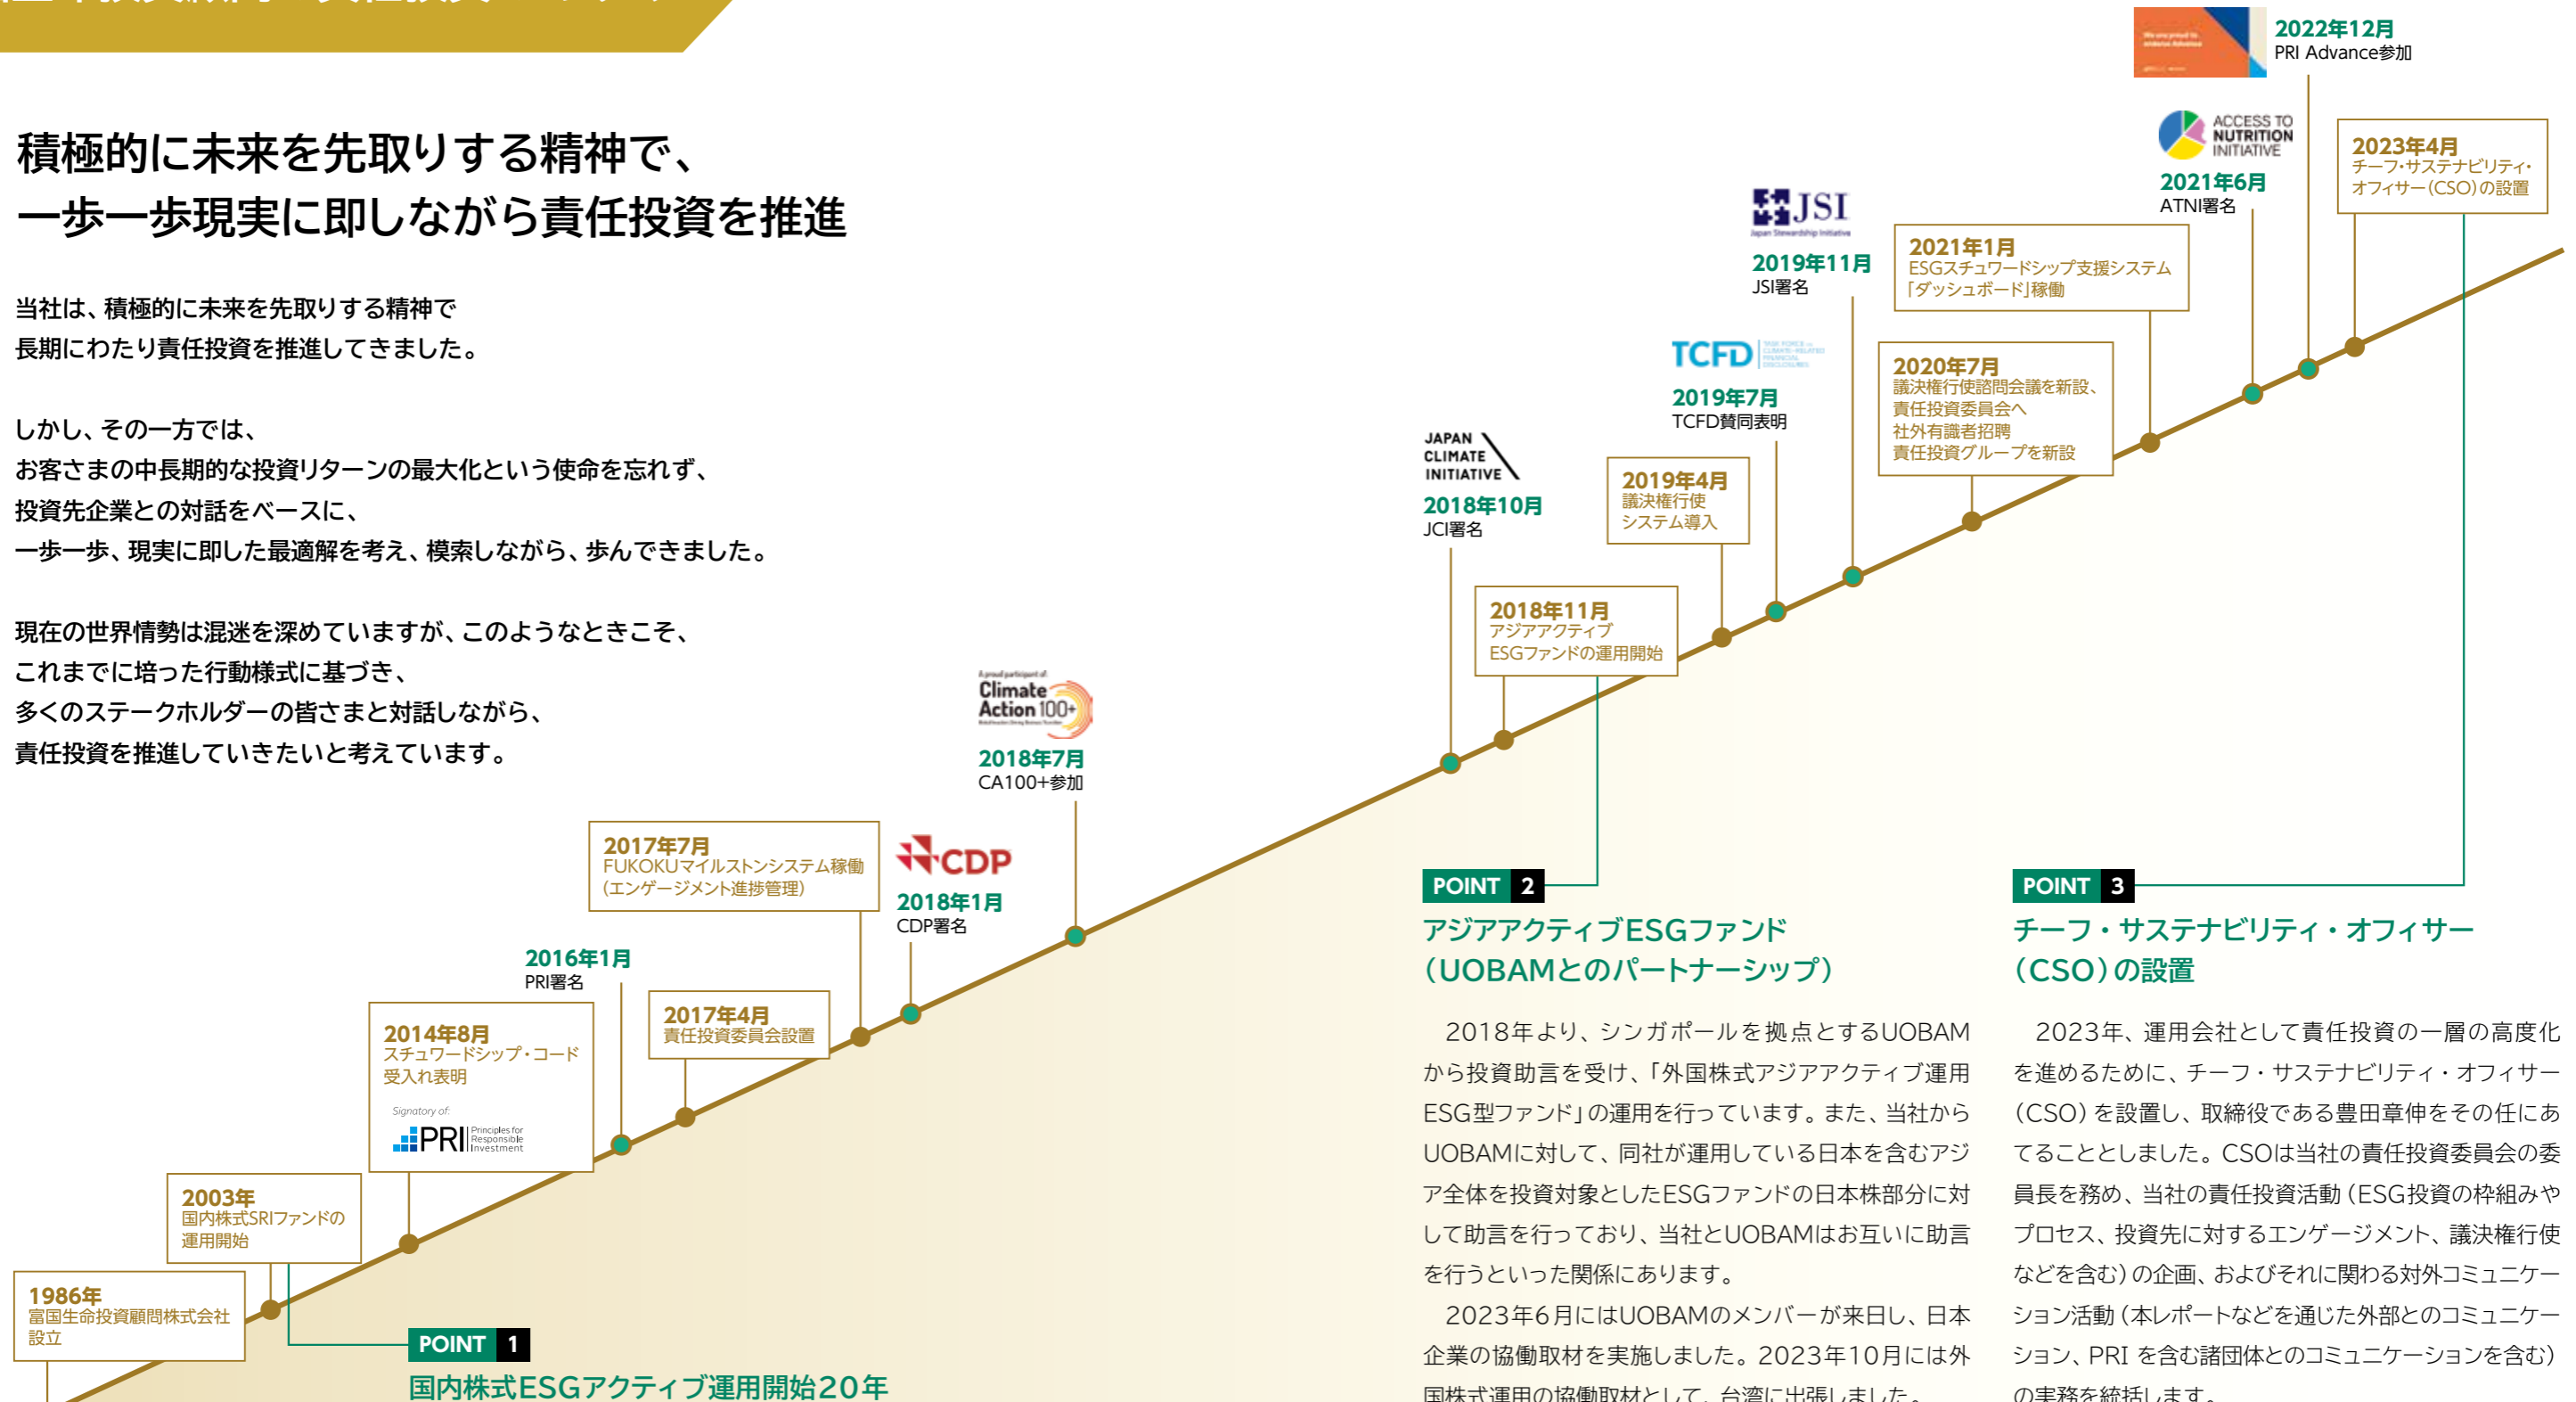 積極的に未来を先取りする精神で、
一歩一歩現実に即しながら責任投資を推進
当社は、積極的に未来を先取りする精神で
長期にわたり責任投資を推進してきました。
しかし、その一方では、
お客さまの中長期的な投資リターンの最大化という使命を忘れず、
投資先企業との対話をベースに、
一歩一歩、現実に即した最適解を考え、模索しながら、歩んできました。
現在の世界情勢は混迷を深めていますが、このようなときこそ、
これまでに培った行動様式に基づき、
多くのステークホルダーの皆さまと対話しながら、
責任投資を推進していきたいと考えています。
1986年
富国生命投資顧問株式会社
設立
2003年
国内株式SRIファンドの
運用開始
2014年8月
スチュワードシップ・コード
受入れ表明
Signatory of:
PRI
Principles for
Responsible
Investment
2016年1月
PRI署名
2017年4月
責任投資委員会設置
2017年7月
FUKOKUマイルストンシステム稼働
(エンゲージメント進捗管理)
CDP
2018年1月
CDP署名
A proud participant of:
Climate
Action 100+
2018年7月
CA100+参加
JAPAN
CLIMATE
INITIATIVE
2018年10月
JCI署名
2018年11月
アジアアクティブ
ESGファンドの運用開始
2019年4月
議決権行使
システム導入
TCFD
TASK FORCE ON
CLIMATE-RELATED
FINANCIAL
DISCLOSURES
2019年7月
TCFD賛同表明
JSI
Japan Stewardship Initiative
2019年11月
JSI署名
2020年7月
議決権行使諮問会議を新設、
責任投資委員会へ
社外有識者招聘
責任投資グループを新設
2021年1月
ESGスチュワードシップ支援システム
「ダッシュボード」稼働
ACCESS TO
NUTRITION
INITIATIVE
2021年6月
ATNI署名
We are proud to
endorse Advance
2022年12月
PRI Advance参加
2023年4月
チーフ・サステナビリティ・
オフィサー(CSO)の設置
POINT 1
国内株式ESGアクティブ運用開始20年
POINT 2
アジアアクティブESGファンド
(UOBAMとのパートナーシップ)
2018年より、シンガポールを拠点とするUOBAM
から投資助言を受け、「外国株式アジアアクティブ運用
ESG型ファンド」の運用を行っています。また、当社から
UOBAMに対して、同社が運用している日本を含むアジ
ア全体を投資対象としたESGファンドの日本株部分に対
して助言を行っており、当社とUOBAMはお互いに助言
を行うといった関係にあります。
2023年6月にはUOBAMのメンバーが来日し、日本
企業の協働取材を実施しました。2023年10月には外
国株式運用の協働取材として、台湾に出張しました。
POINT 3
チーフ・サステナビリティ・オフィサー
(CSO)の設置
2023年、運用会社として責任投資の一層の高度化
を進めるために、チーフ・サステナビリティ・オフィサー
(CSO)を設置し、取締役である豊田章伸をその任にあ
てることとしました。CSOは当社の責任投資委員会の委
員長を務め、当社の責任投資活動(ESG投資の枠組みや
プロセス、投資先に対するエンゲージメント、議決権行使
などを含む)の企画、およびそれに関わる対外コミュニケー
ション活動(本レポートなどを通じた外部とのコミュニケー
ション、PRI を含む諸団体とのコミュニケーションを含む)
の実務を統括します。